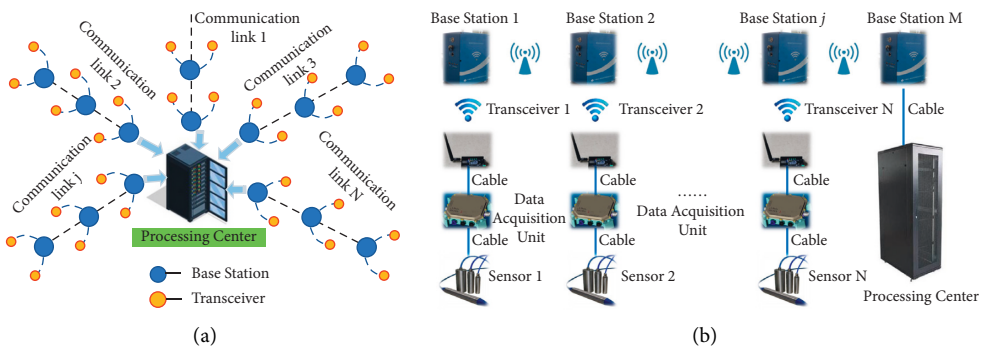 Communication
link 1
Communication
link 2
Communication
link 3
Communication
link j
Communication
link N
Processing Center
Base Station
Transceiver
(a)
Base Station 1
Base Station 2
Base Station j
Base Station M
Transceiver 1
Transceiver 2
Transceiver N
Cable
Cable
Cable
Cable
Data
Acquisition
Unit
......
Data Acquisition
Unit
Cable
Cable
Cable
Sensor 1
Sensor 2
Sensor N
Processing Center
(b)